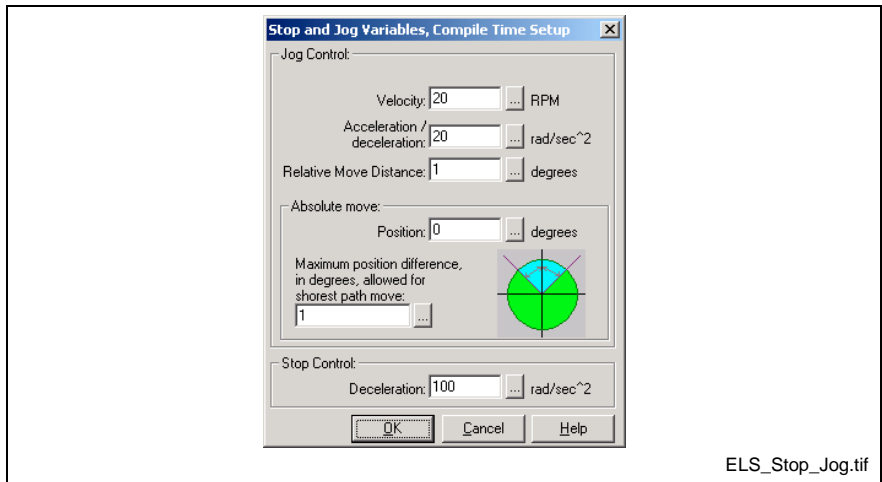 Stop and Jog Variables, Compile Time Setup
Jog Control:
Velocity: 20 ... RPM
Acceleration /
deceleration: 20 ... rad/sec^2
Relative Move Distance: 1 ... degrees
Absolute move:
Position: 0 ... degrees
Maximum position difference,
in degrees, allowed for
shorest path move:
1 ...
Stop Control:
Deceleration: 100 ... rad/sec^2
OK Cancel Help
ELS_Stop_Jog.tif